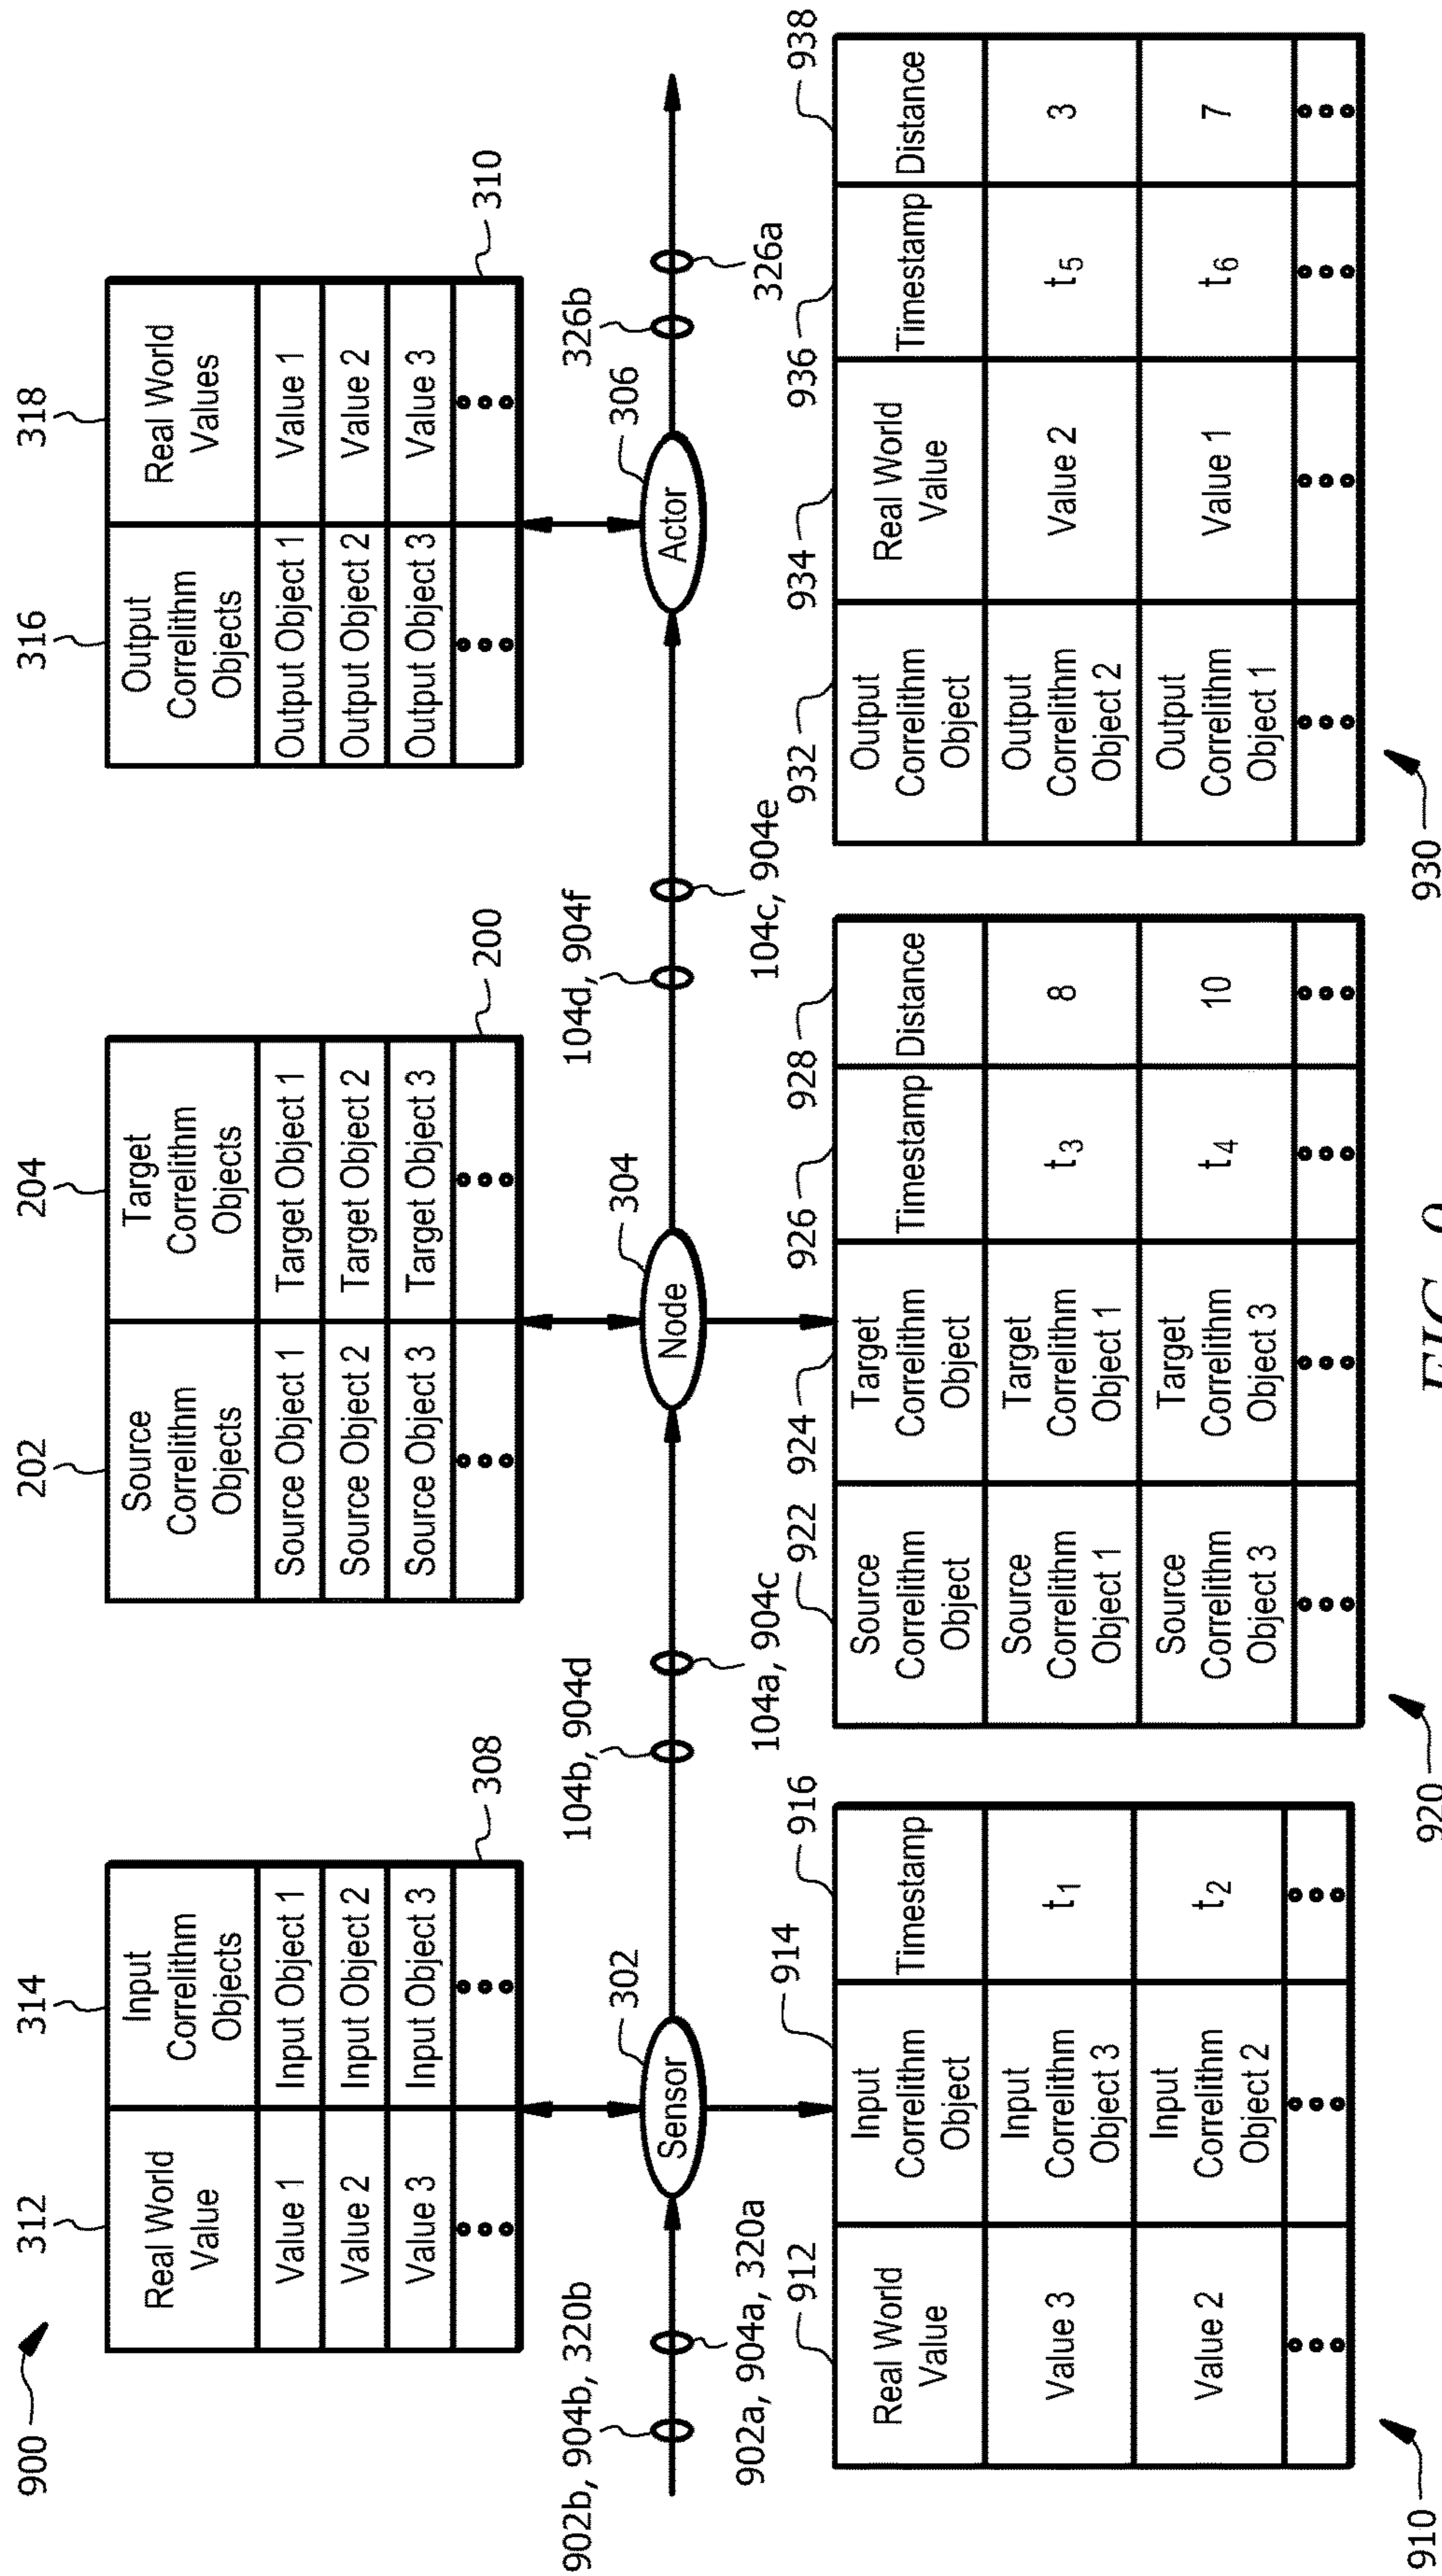 900
312
314
Real World
Value
Input
Correlithm
Objects
Value 1
Input Object 1
Value 2
Input Object 2
Value 3
Input Object 3
308
202
204
Source
Correlithm
Objects
Target
Correlithm
Objects
Source Object 1
Target Object 1
Source Object 2
Target Object 2
Source Object 3
Target Object 3
200
316
318
Output
Correlithm
Objects
Real World
Values
Output Object 1
Value 1
Output Object 2
Value 2
Output Object 3
Value 3
310
902b, 904b, 320b
302
104b, 904d
304
104d, 904f
306
326b
Sensor
Node
Actor
902a, 904a, 320a
104a, 904c
104c, 904e
326a
912
914
916
Real World
Value
Input
Correlithm
Object
Timestamp
Value 3
Input
Correlithm
Object 3
t1
Value 2
Input
Correlithm
Object 2
t2
910
922
924
926
928
Source
Correlithm
Object
Target
Correlithm
Object
Timestamp
Distance
Source
Correlithm
Object 1
Target
Correlithm
Object 1
t3
8
Source
Correlithm
Object 3
Target
Correlithm
Object 3
t4
10
920
932
934
936
938
Output
Correlithm
Object
Real World
Value
Timestamp
Distance
Output
Correlithm
Object 2
Value 2
t5
3
Output
Correlithm
Object 1
Value 1
t6
7
930